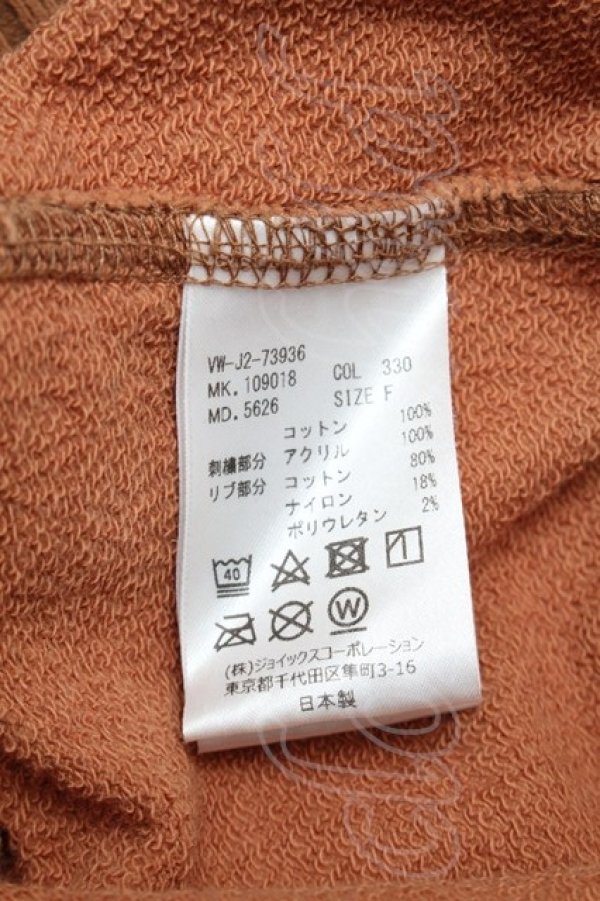 VW-J2-73936
MK. 109018 COL 330
MD. 5626 SIZE F
コットン 100%
刺繍部分 アクリル 100%
リブ部分 コットン 80%
ナイロン 18%
ポリウレタン 2%
40
W
(株)ジョイックスコーポレーション
東京都千代田区隼町3-16
日本製